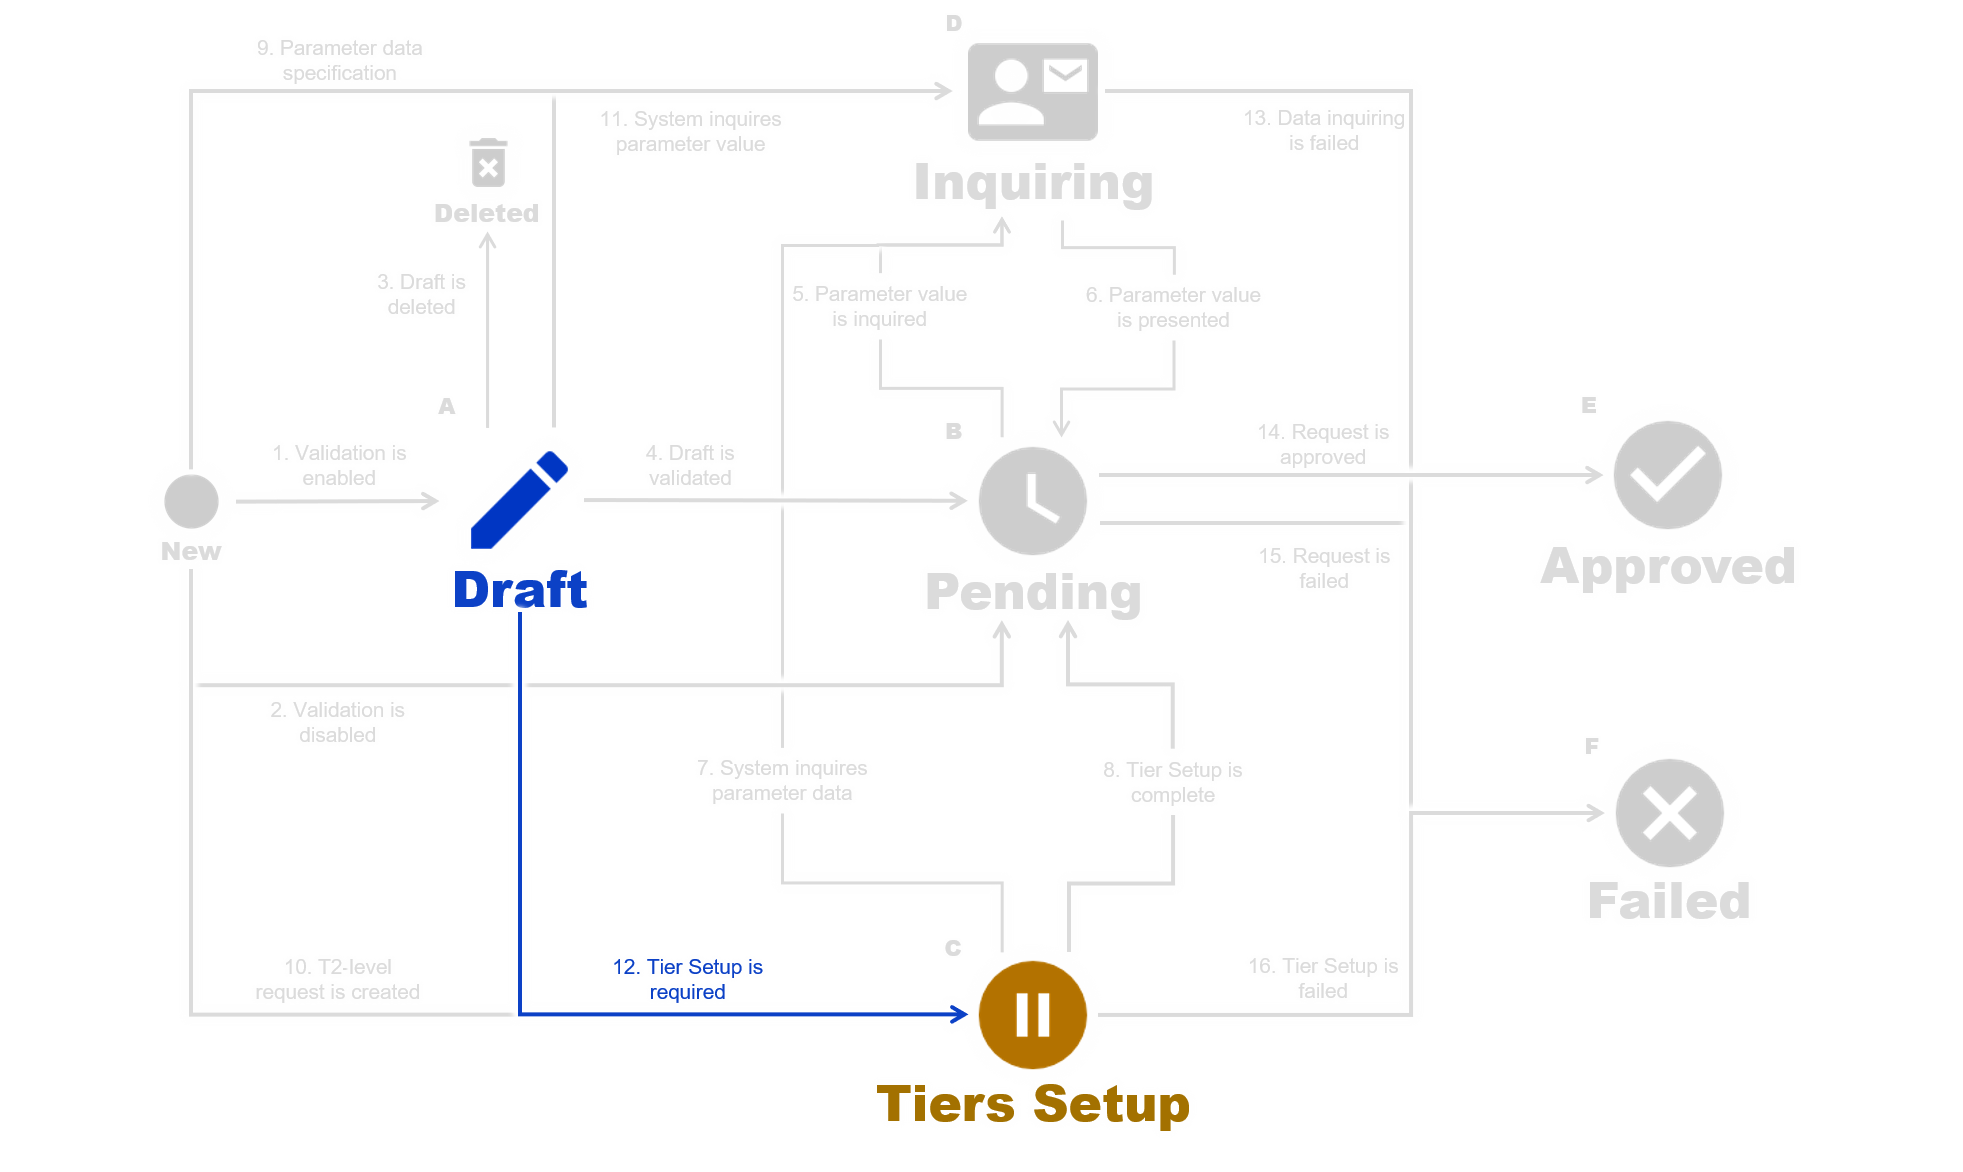 D
9. Parameter data
specification
11. System inquires
parameter value
13. Data inquiring
is failed
Inquiring
Deleted
3. Draft is
deleted
5. Parameter value
is inquired
6. Parameter value
is presented
A
B
E
1. Validation is
enabled
4. Draft is
validated
14. Request is
approved
New
Draft
Pending
15. Request is
failed
Approved
2. Validation is
disabled
7. System inquires
parameter data
8. Tier Setup is
complete
F
Failed
C
10. T2-level
request is created
12. Tier Setup is
required
16. Tier Setup is
failed
Tiers Setup